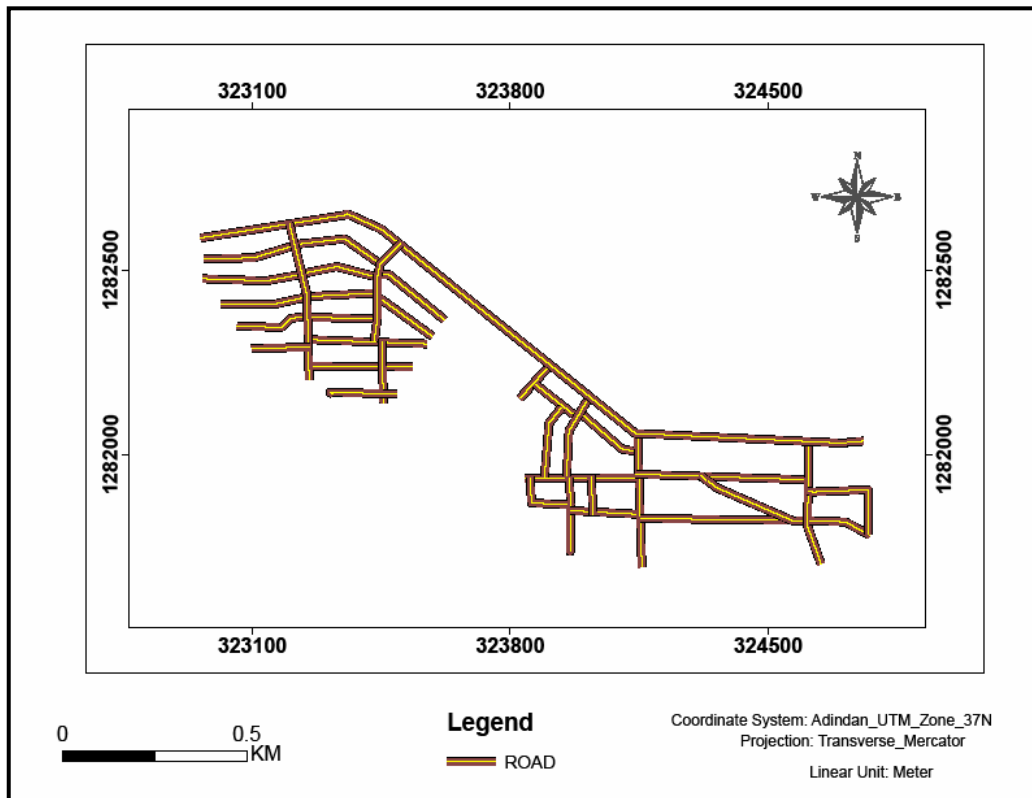 323100 323800 324500
N
W E
S
1282500 1282500
1282000 1282000
323100 323800 324500
0 0.5
KM
Legend
ROAD
Coordinate System: Adindan_UTM_Zone_37N
Projection: Transverse_Mercator
Linear Unit: Meter